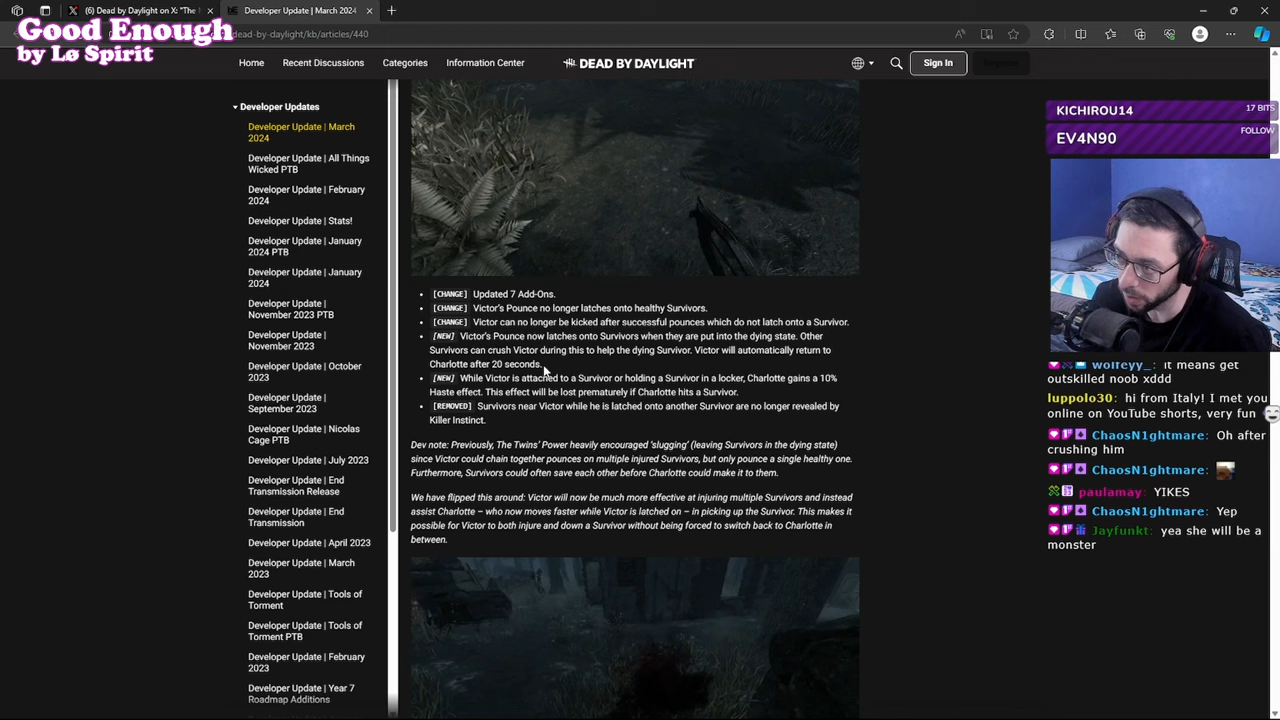 (6) Dead by Daylight on X: "The
Developer Update | March 2024
Good Enough
by Lø Spirit
dead-by-daylight/kb/articles/440
Home
Recent Discussions
Categories
Information Center
DEAD BY DAYLIGHT
Sign In
Developer Updates
Developer Update | March
2024
Developer Update | All Things
Wicked PTB
Developer Update | February
2024
Developer Update | Stats!
Developer Update | January
2024 PTB
Developer Update | January
2024
Developer Update |
November 2023 PTB
Developer Update |
November 2023
Developer Update | October
2023
Developer Update |
September 2023
Developer Update | Nicolas
Cage PTB
Developer Update | July 2023
Developer Update | End
Transmission Release
Developer Update | End
Transmission
Developer Update | April 2023
Developer Update | March
2023
Developer Update | Tools of
Torment
Developer Update | Tools of
Torment PTB
Developer Update | February
2023
Developer Update | Year 7
Roadmap Additions
[CHANGE] Updated 7 Add-Ons.
[CHANGE] Victor's Pounce no longer latches onto healthy Survivors.
[CHANGE] Victor can no longer be kicked after successful pounces which do not latch onto a Survivor.
[NEW] Victor's Pounce now latches onto Survivors when they are put into the dying state. Other
Survivors can crush Victor during this to help the dying Survivor. Victor will automatically return to
Charlotte after 20 seconds.
[NEW] While Victor is attached to a Survivor or holding a Survivor in a locker, Charlotte gains a 10%
Haste effect. This effect will be lost prematurely if Charlotte hits a Survivor.
[REMOVED] Survivors near Victor while he is latched onto another Survivor are no longer revealed by
Killer Instinct.
Dev note: Previously, The Twins' Power heavily encouraged 'slugging' (leaving Survivors in the dying state)
since Victor could chain together pounces on multiple injured Survivors, but only pounce a single healthy one.
Furthermore, Survivors could often save each other before Charlotte could make it to them.
We have flipped this around: Victor will now be much more effective at injuring multiple Survivors and instead
assist Charlotte – who now moves faster while Victor is latched on – in picking up the Survivor. This makes it
possible for Victor to both injure and down a Survivor without being forced to switch back to Charlotte in
between.
KICHIROU14
17 BITS
EV4N90
FOLLOW
wolfcyy_: it means get
outskilled noob xddd
luppolo30: hi from Italy! I met you
online on YouTube shorts, very fun
ChaosN1ghtmare: Oh after
crushing him
ChaosN1ghtmare:
paulamay: YIKES
ChaosN1ghtmare: Yep
Jayfunkt: yea she will be a
monster